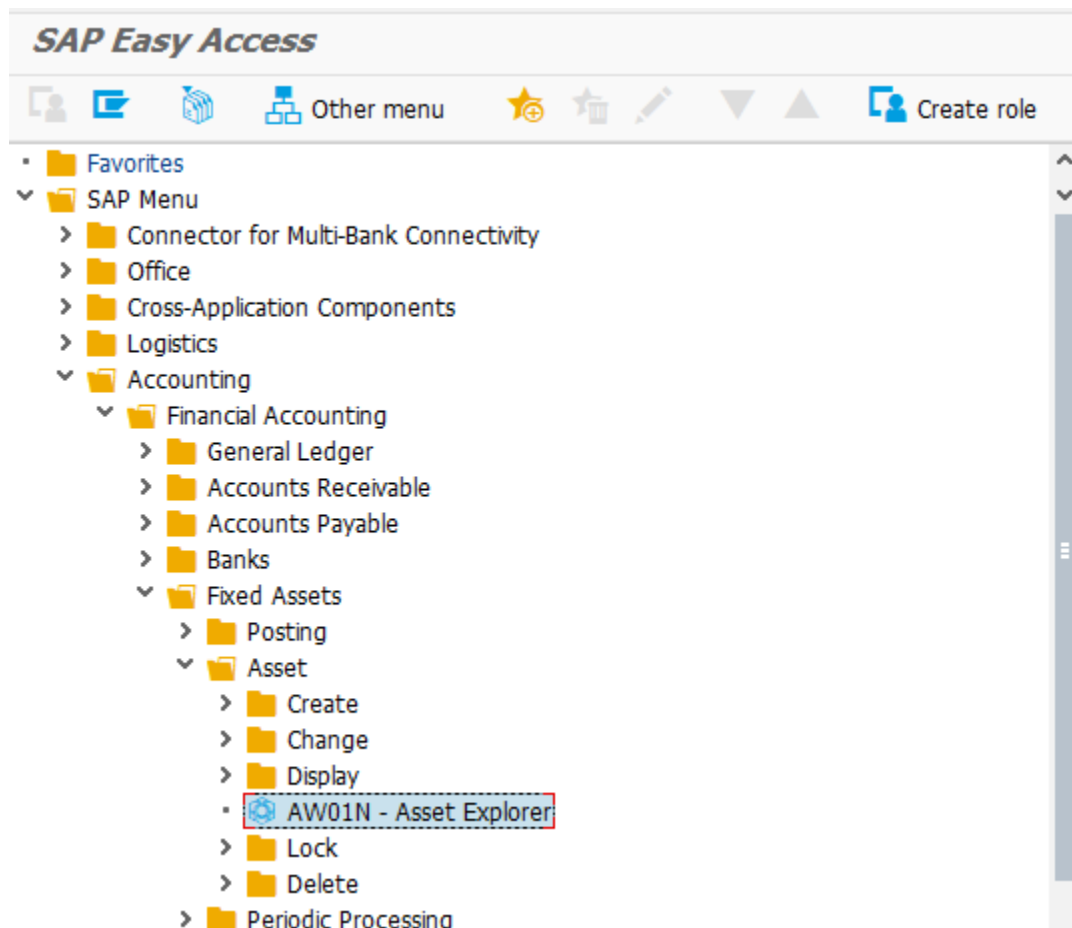 SAP Easy Access
Other menu Create role
Favorites
SAP Menu
Connector for Multi-Bank Connectivity
Office
Cross-Application Components
Logistics
Accounting
Financial Accounting
General Ledger
Accounts Receivable
Accounts Payable
Banks
Fixed Assets
Posting
Asset
Create
Change
Display
AW01N - Asset Explorer
Lock
Delete
Periodic Processing